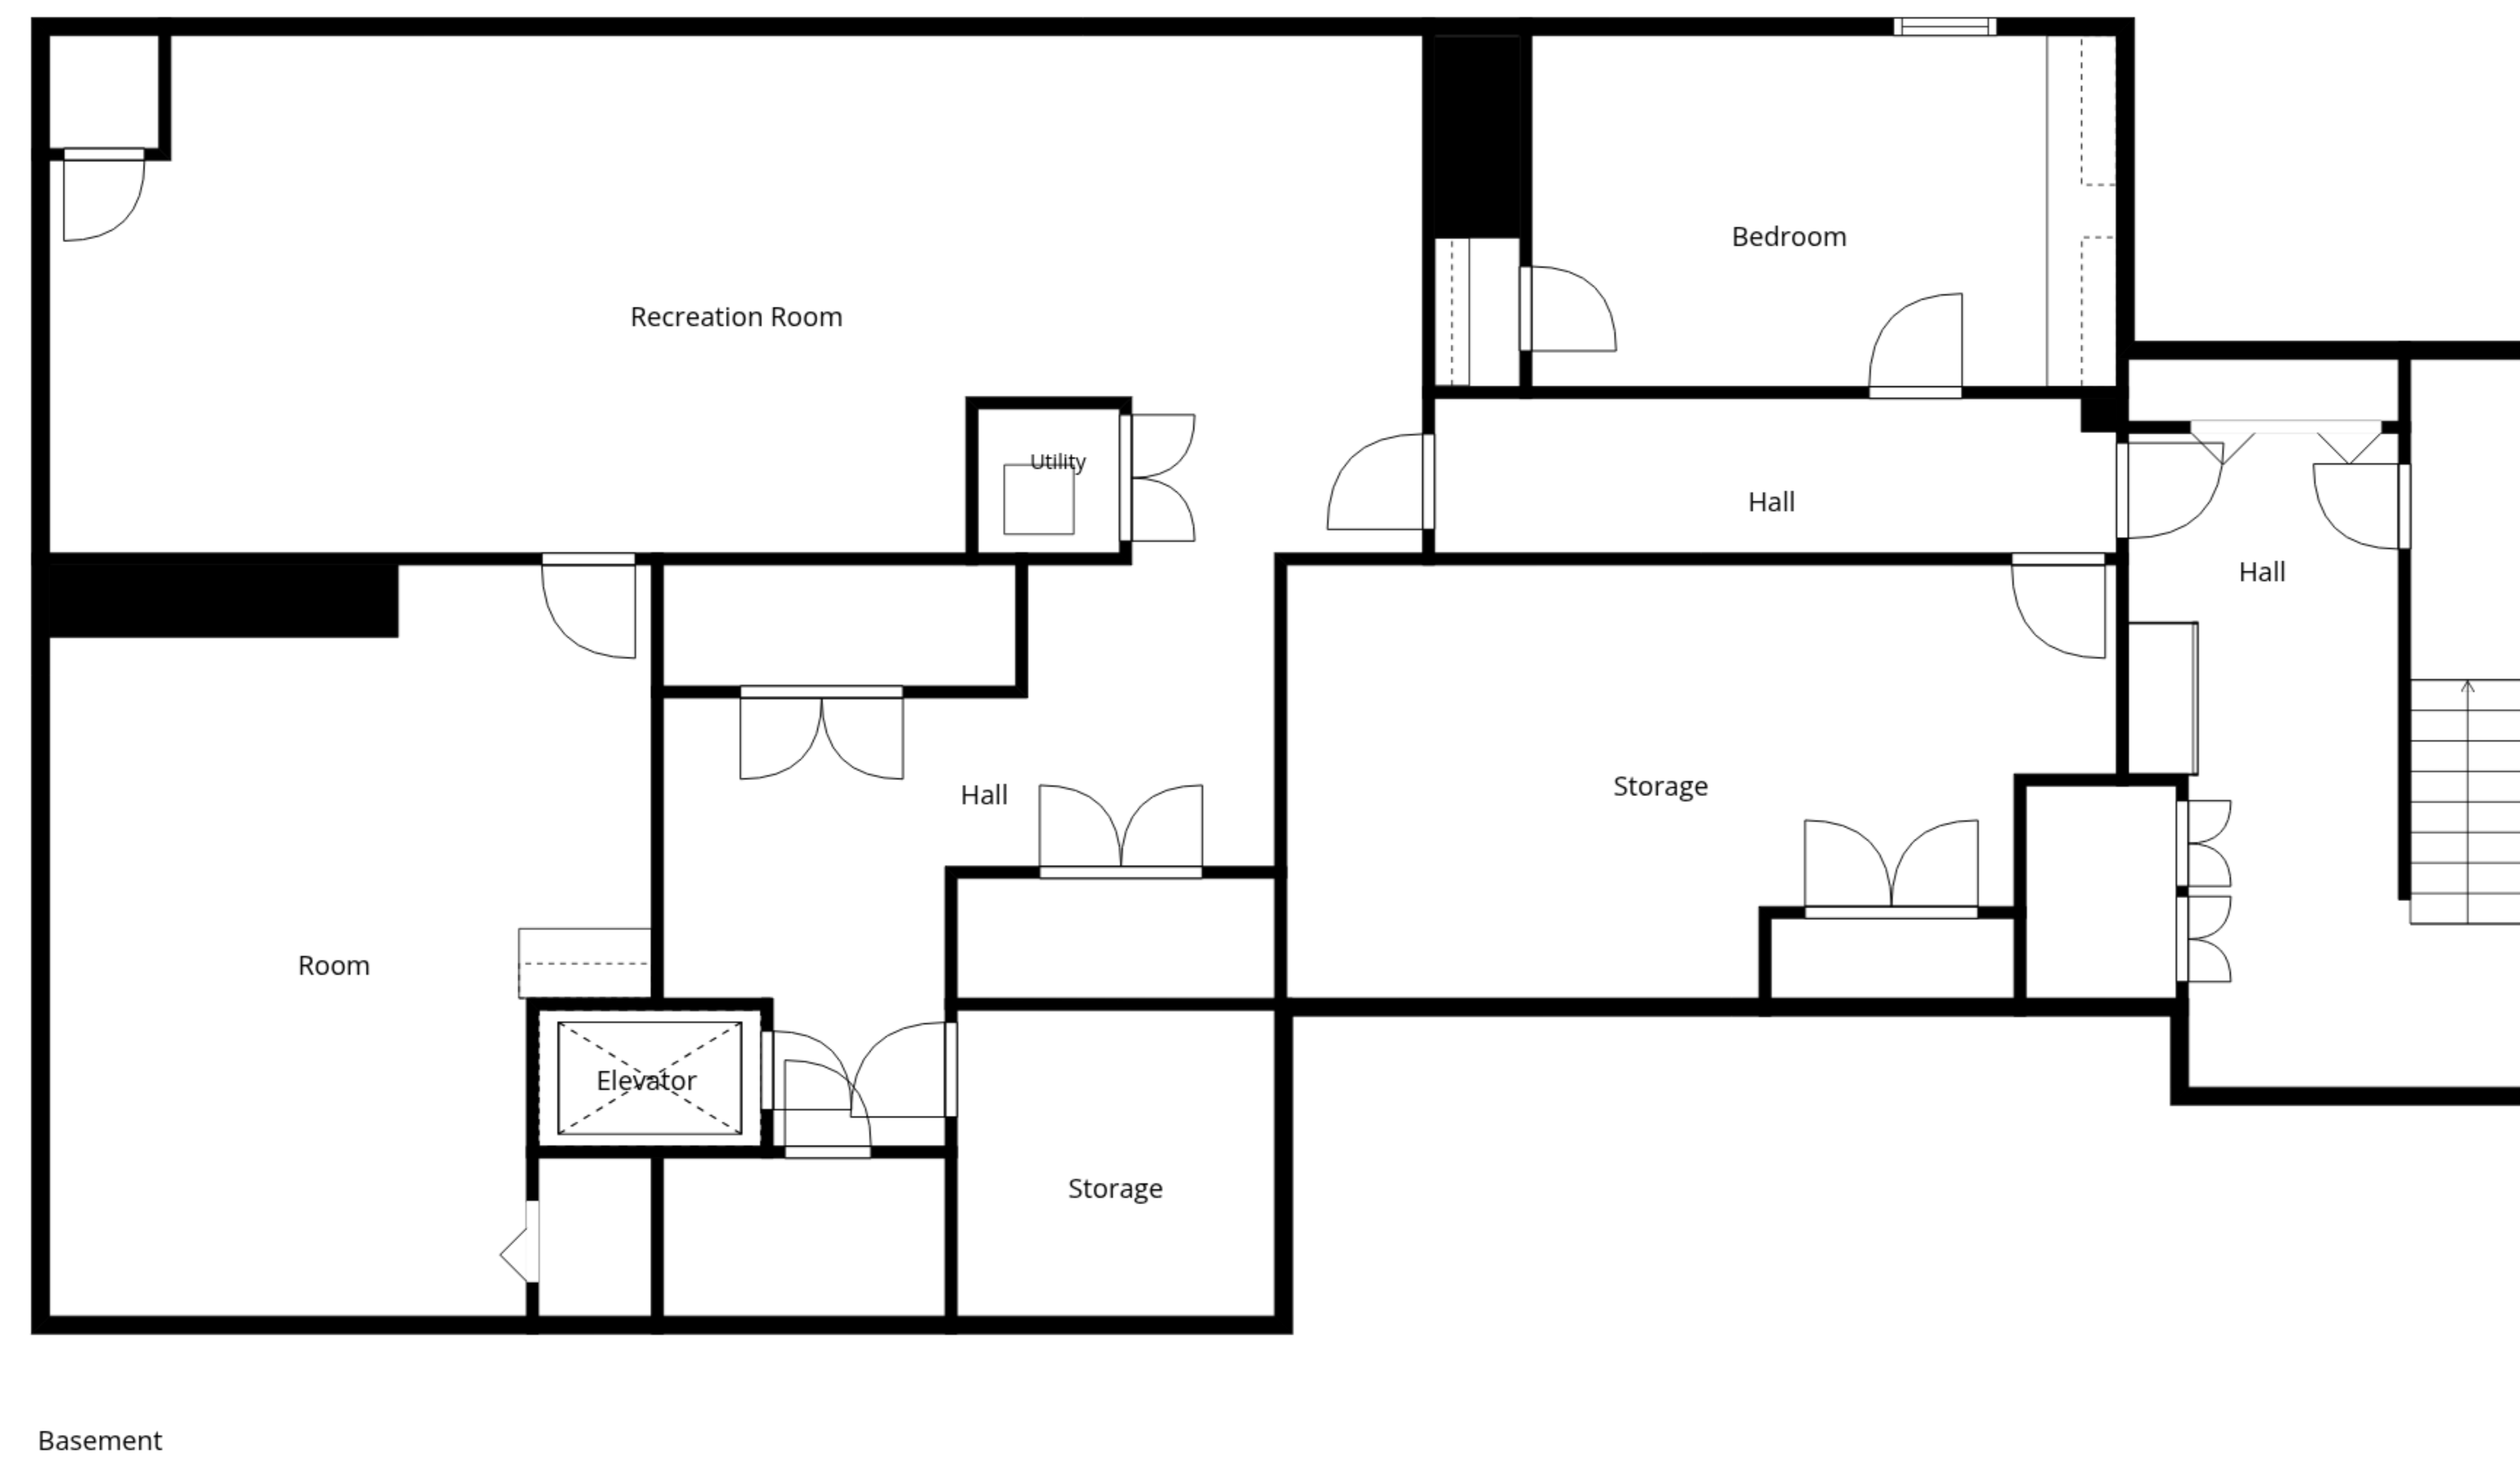 Bedroom
Recreation Room
Utility
Hall
Hall
Storage
Hall
Room
Elevator
Storage
Basement